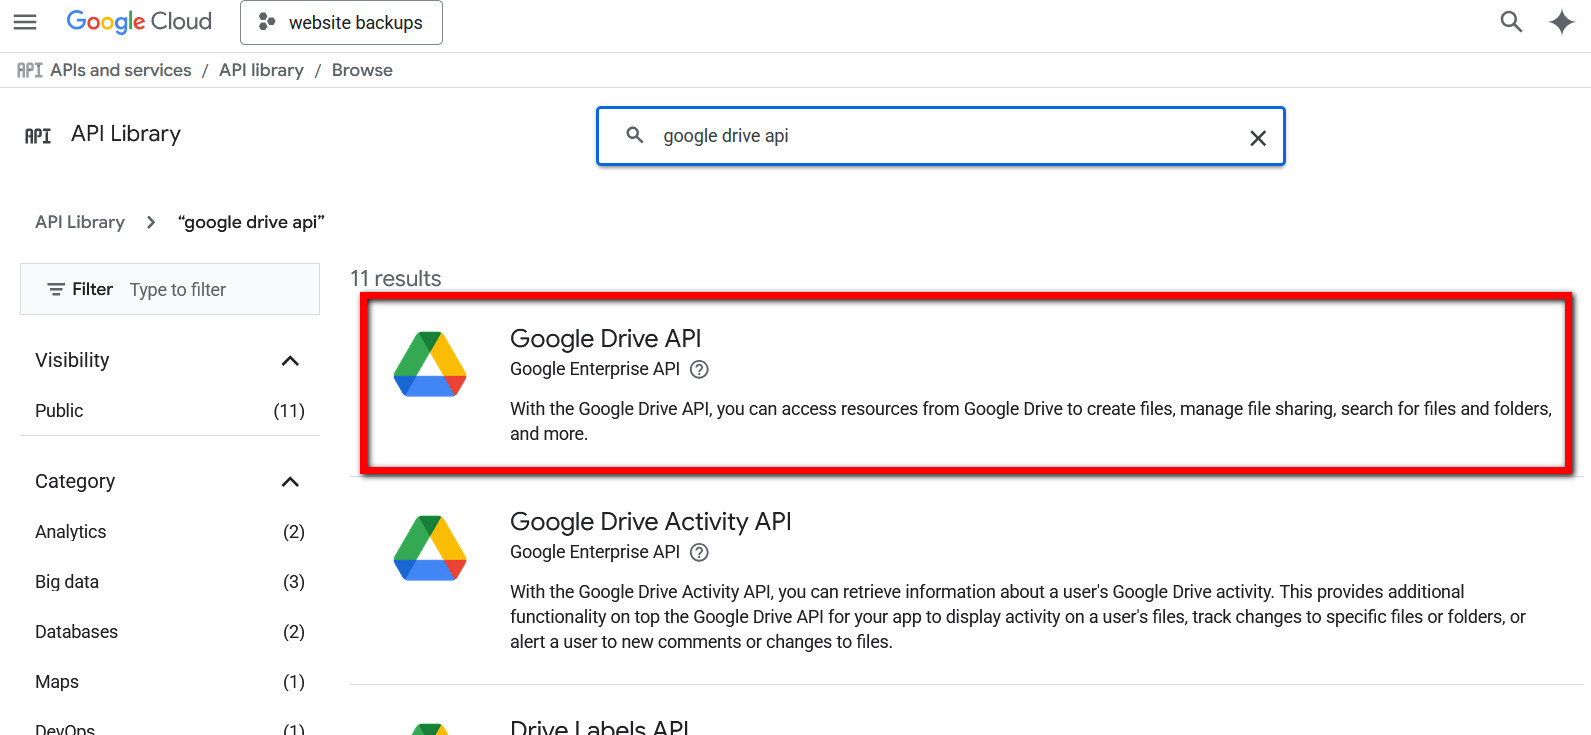 Google Cloud
website backups
API APIs and services / API library / Browse
API API Library
google drive api
API Library > “google drive api”
Filter Type to filter
11 results
Visibility
Public (11)
Category
Analytics (2)
Big data (3)
Databases (2)
Maps (1)
DevOps (1)
Google Drive API
Google Enterprise API ?
With the Google Drive API, you can access resources from Google Drive to create files, manage file sharing, search for files and folders,
and more.
Google Drive Activity API
Google Enterprise API ?
With the Google Drive Activity API, you can retrieve information about a user's Google Drive activity. This provides additional
functionality on top the Google Drive API for your app to display activity on a user's files, track changes to specific files or folders, or
alert a user to new comments or changes to files.
Drive Labels API